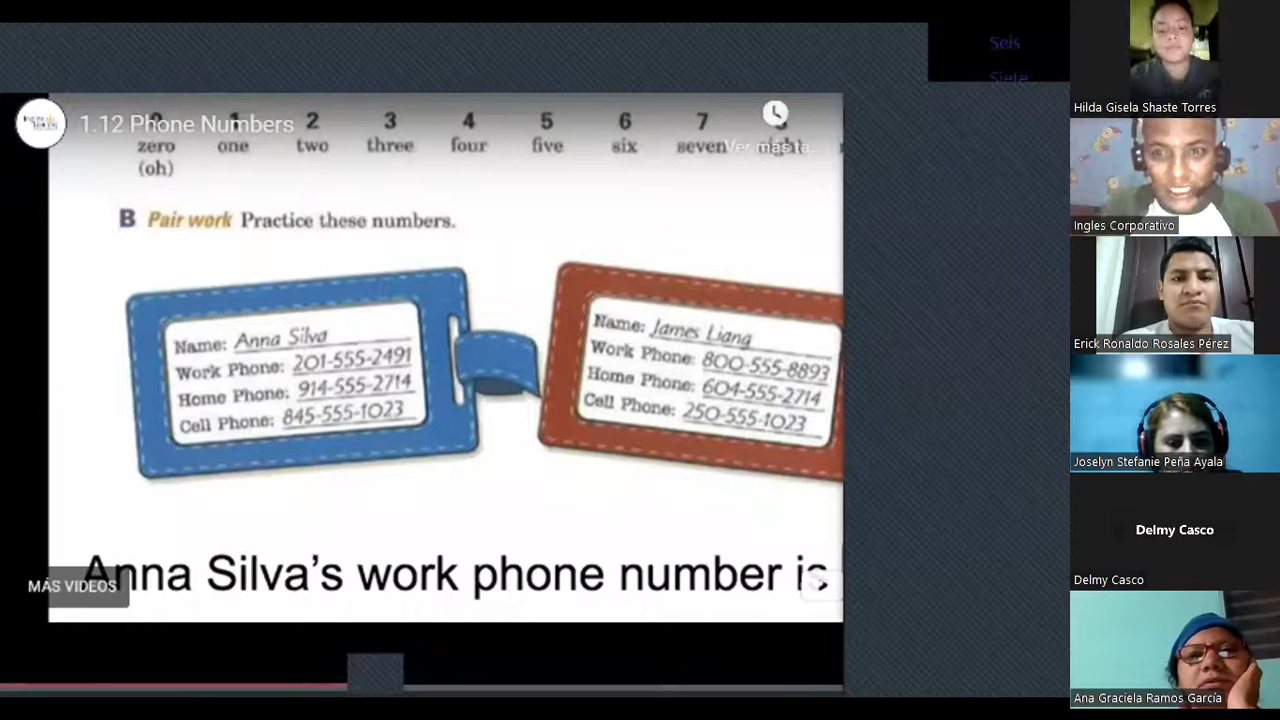 Seis
Siete
1.12 Phone Numbers
2 3 4 5 6 7
zero one two three four five six seven
(oh)
Ver más ta...
B Pair work Practice these numbers.
Name: Anna Silva
Work Phone: 201-555-2491
Home Phone: 914-555-2714
Cell Phone: 845-555-1023
Name: James Liang
Work Phone: 800-555-8893
Home Phone: 604-555-2714
Cell Phone: 250-555-1023
Anna Silva's work phone number is
MÁS VIDEOS
Hilda Gisela Shaste Torres
Ingles Corporativo
Erick Ronaldo Rosales Pérez
Joselyn Stefanie Peña Ayala
Delmy Casco
Delmy Casco
Ana Graciela Ramos García